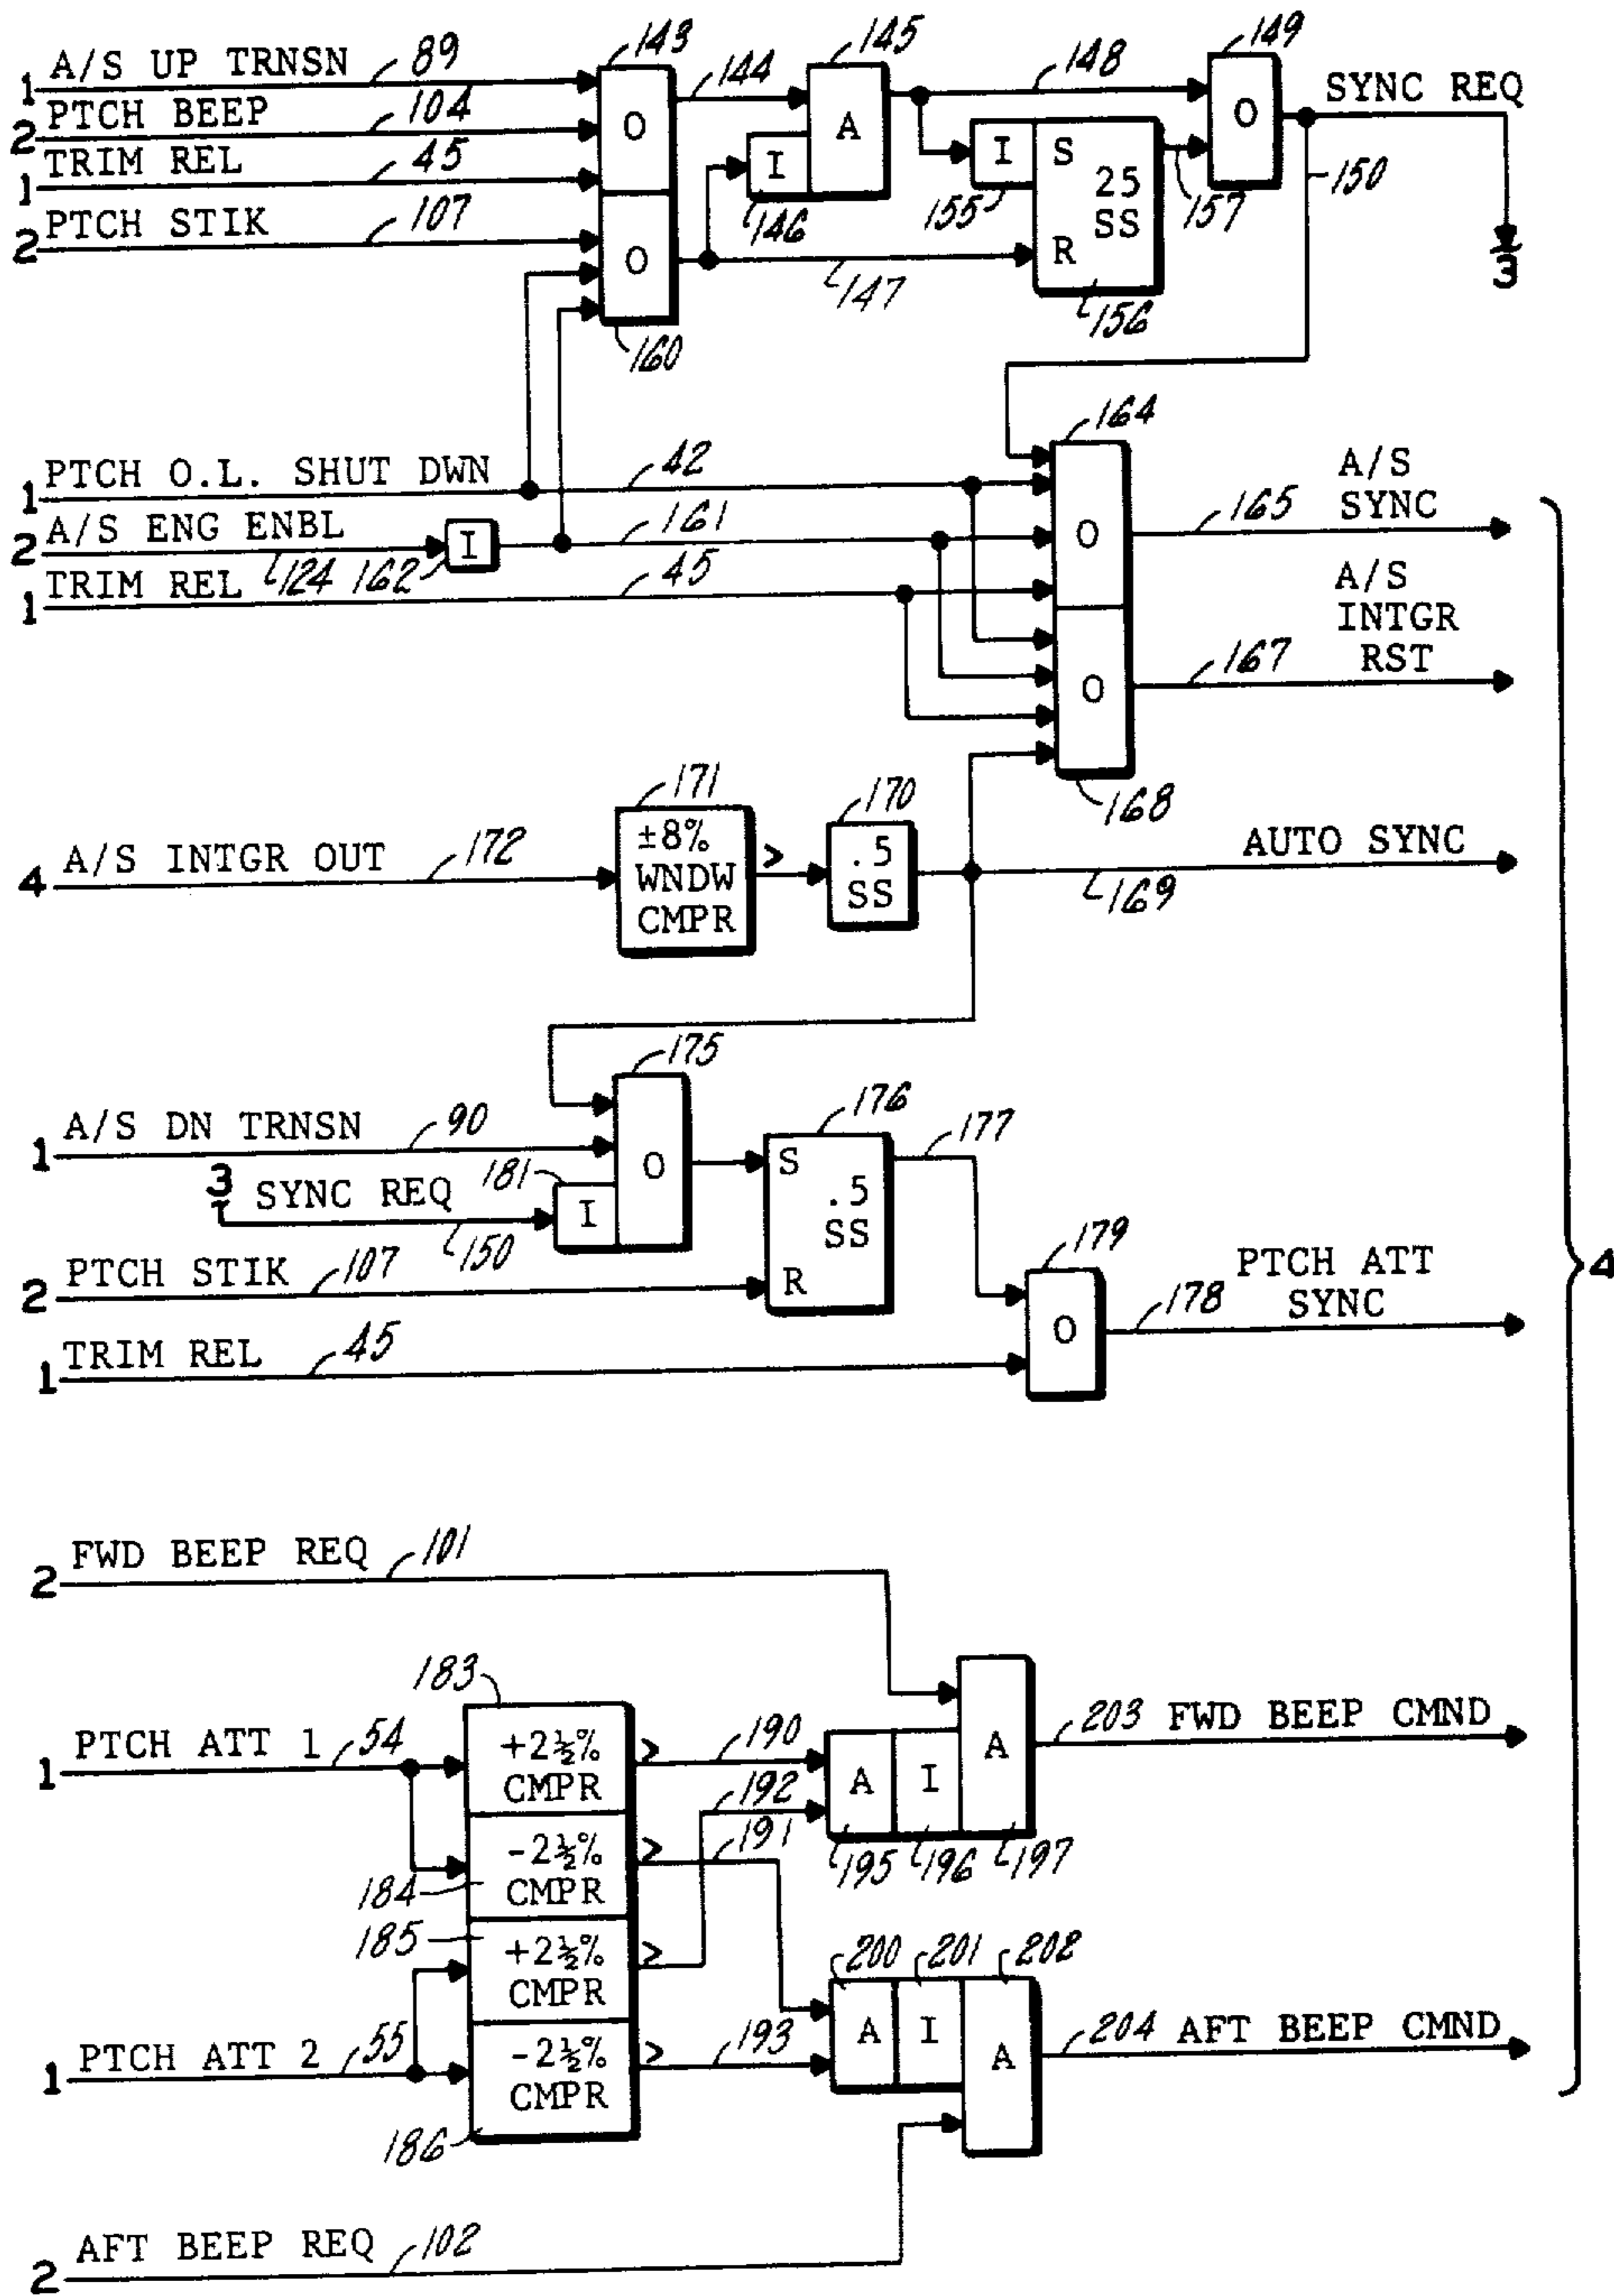 143
145
149
1 A/S UP TRNSN 89
144
148
SYNC REQ
2 PTCH BEEP 104
O
A
O
1 TRIM REL 45
I
I S
25
SS
R
157
150
2 PTCH STIK 107
O
146
155
147
156
3
160
164
1 PTCH O.L. SHUT DWN 42
A/S
SYNC
165
2 A/S ENG ENBL 124
162
I
161
O
1 TRIM REL 45
A/S
INTGR
RST
167
O
168
171
170
4 A/S INTGR OUT 172
±8%
WNDW
CMPR
>
.5
SS
AUTO SYNC
169
175
176
177
1 A/S DN TRNSN 90
181
O
S
.5
SS
R
3 SYNC REQ 150
I
179
2 PTCH STIK 107
O
PTCH ATT
SYNC
178
4
1 TRIM REL 45
2 FWD BEEP REQ 101
183
1 PTCH ATT 1 54
+2½%
CMPR
>
190
A
I
A
203 FWD BEEP CMND
192
184
-2½%
CMPR
>
191
195
196
197
185
+2½%
CMPR
>
200
201
202
1 PTCH ATT 2 55
-2½%
CMPR
>
193
A
I
A
204 AFT BEEP CMND
186
2 AFT BEEP REQ 102